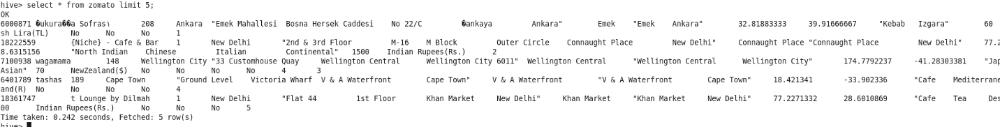 hive> select * from zomato limit 5;
OK
6000871 �ukura��a Sofras\ 208 Ankara "Emek Mahallesi Bosna Hersek Caddesi No 22/C �ankaya Ankara" Emek "Emek Ankara" 32.81883333 39.91666667 "Kebab Izgara" 60
sh Lira(TL) No No No 1
18222559 {Niche} - Cafe & Bar 1 New Delhi "2nd & 3rd Floor M-16 M Block Outer Circle Connaught Place New Delhi" Connaught Place "Connaught Place New Delhi" 77.2
8.6315156 "North Indian Chinese Italian Continental" 1500 Indian Rupees(Rs.) 2
7100938 wagamama 148 Wellington City "33 Customhouse Quay Wellington Central Wellington City 6011" Wellington Central "Wellington Central Wellington City" 174.7792237 -41.28303381 "Jap
Asian" 70 NewZealand($) No No No No 4 3
6401789 tashas 189 Cape Town "Ground Level Victoria Wharf V & A Waterfront Cape Town" V & A Waterfront "V & A Waterfront Cape Town" 18.421341 -33.902336 "Cafe Mediterrane
and(R) No No No No 4
18361747 t Lounge by Dilmah 1 New Delhi "Flat 44 1st Floor Khan Market New Delhi" Khan Market "Khan Market New Delhi" 77.2271332 28.6010869 "Cafe Tea Des
00 Indian Rupees(Rs.) No No No 5
Time taken: 0.242 seconds, Fetched: 5 row(s)
hive>